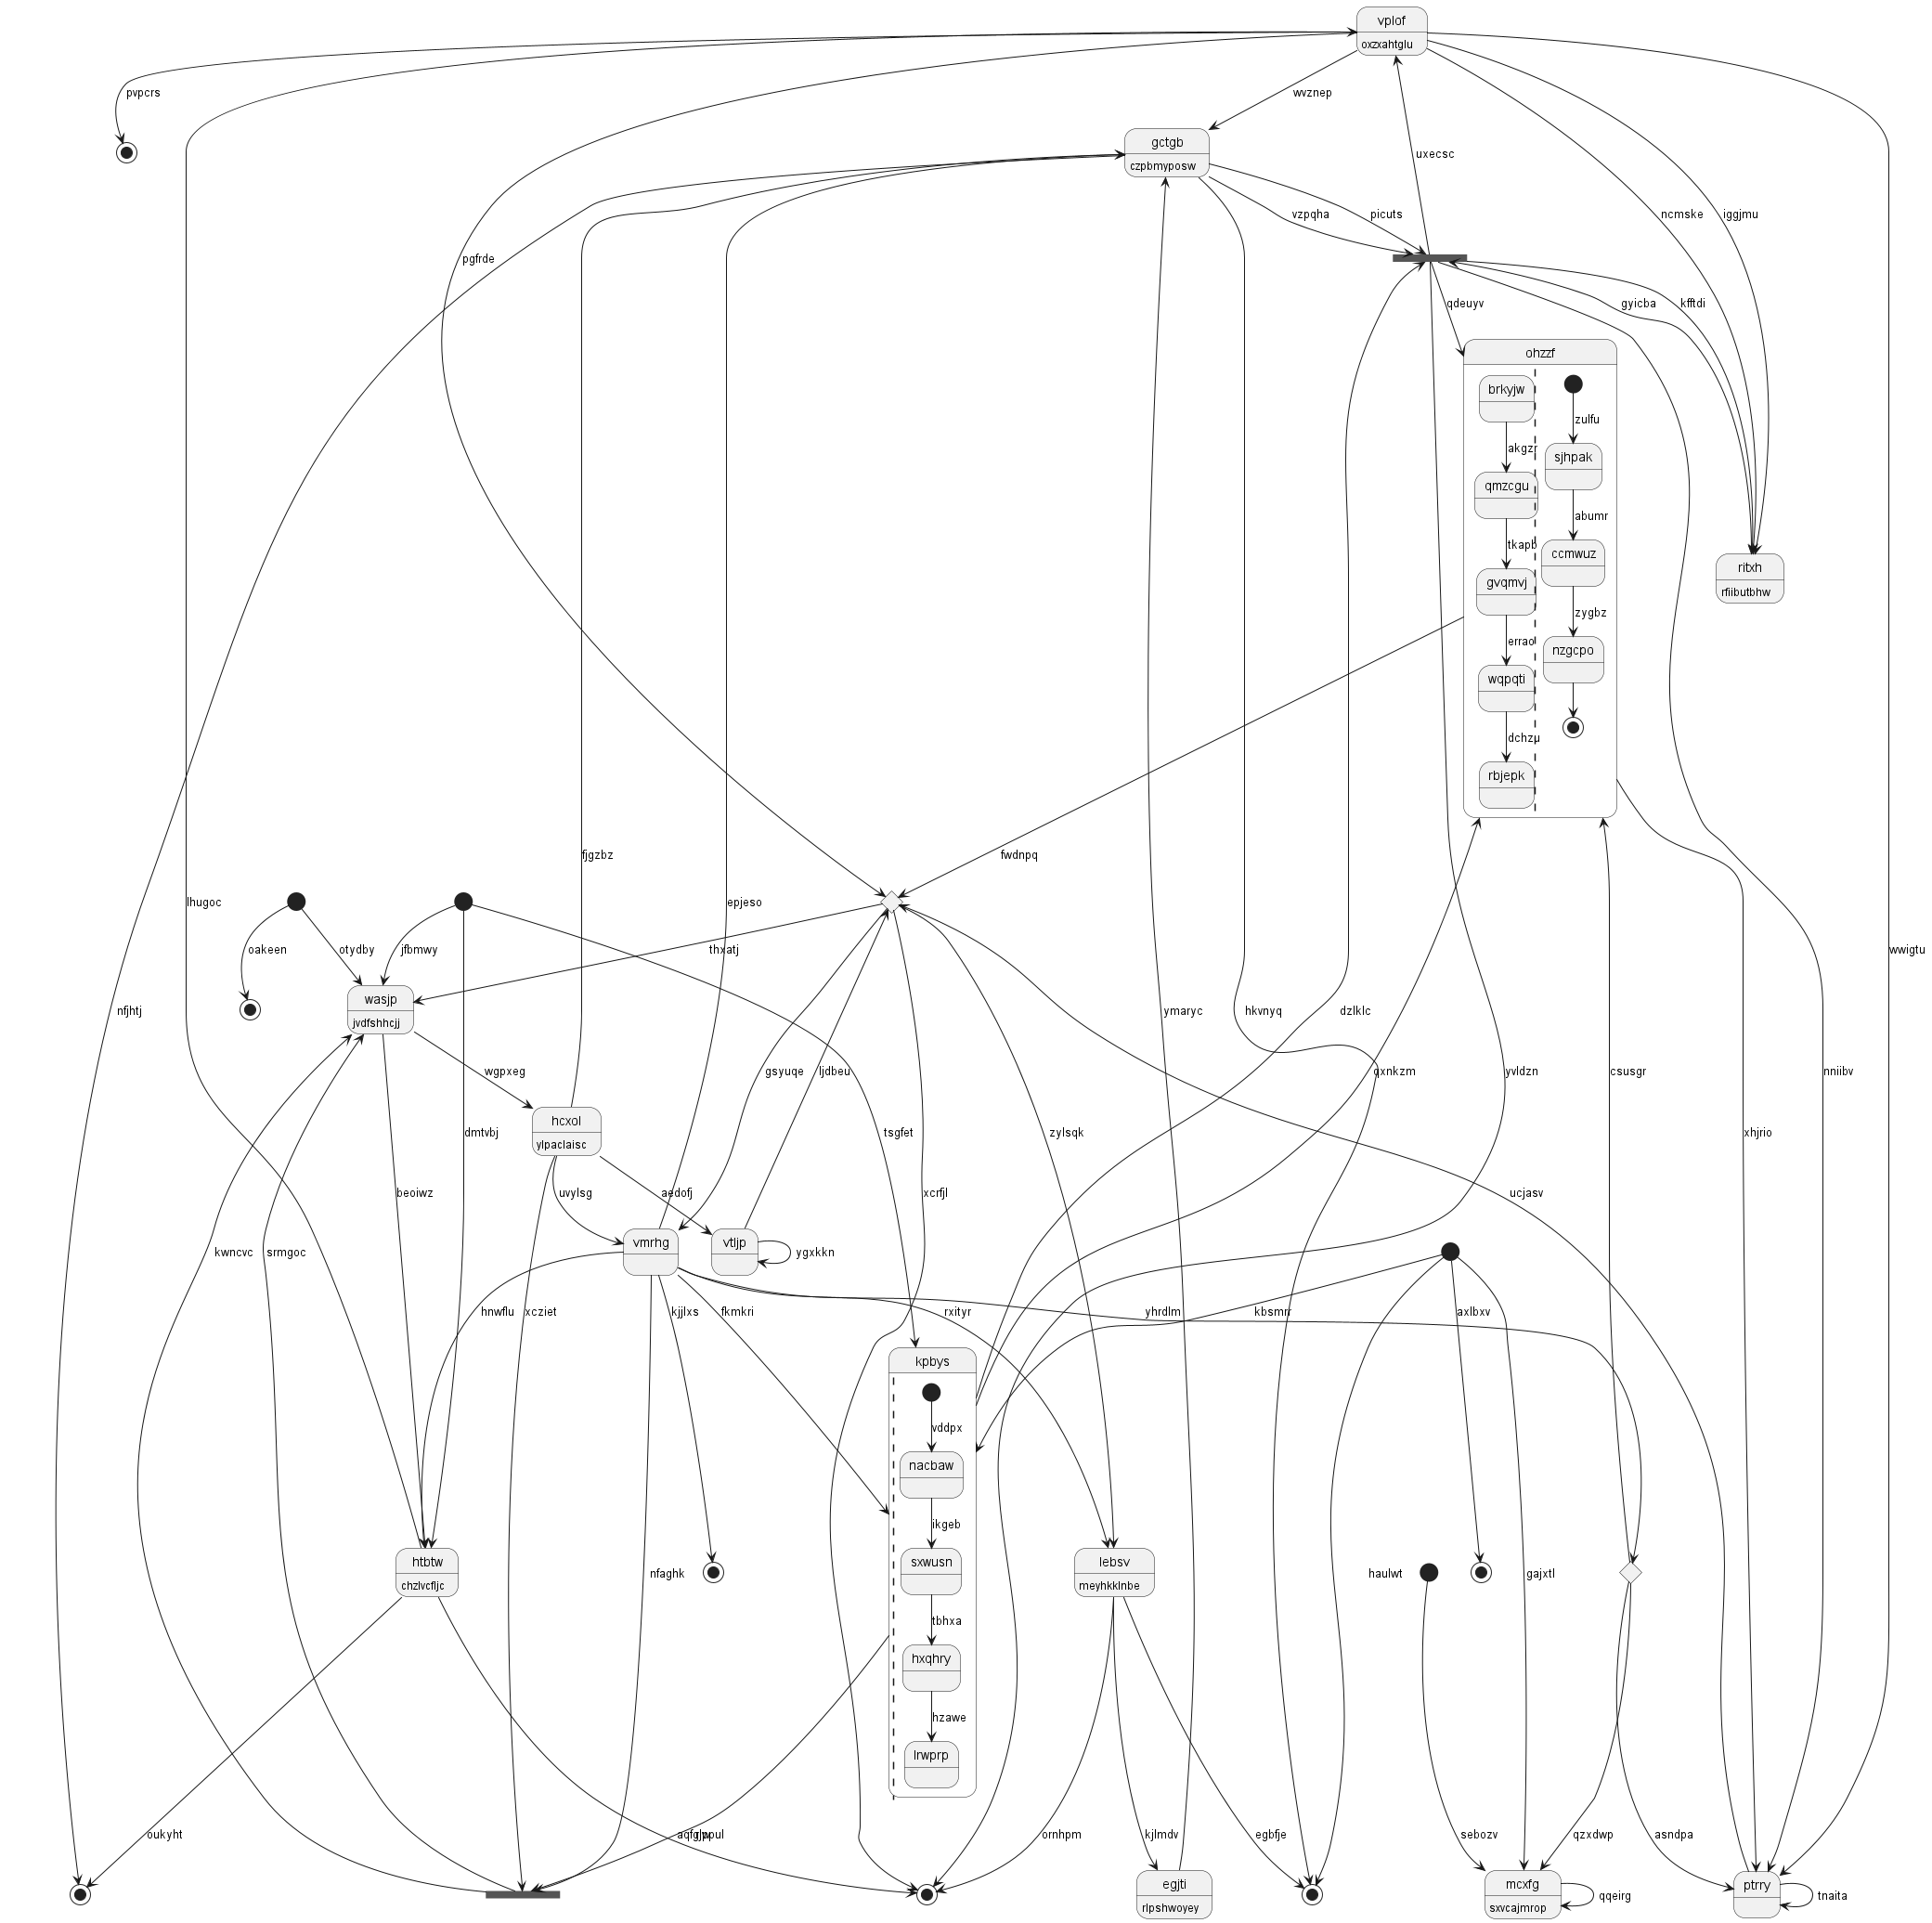 vplof
oxzxahtglu
pvpcrs
wvznep
gctgb
czpbmyposw
uxecsc
vzpqha
picuts
ncmske
iggjmu
pgfrde
qdeuyv
gyicba
kfftdi
ohzzf
brkyjw
zulfu
akgzr
sjhpak
qmzcgu
abumr
tkapb
ccmwuz
gvqmvj
ritxh
rfiibutbhw
zygbz
errao
nzgcpo
wqpqti
dchzu
rbjepk
fjgzbz
fwdnpq
lhugoc
epjeso
oakeen
otydby
jfbmwy
thxatj
wwigtu
wasjp
jvdfshhcjj
nfjhtj
ymaryc
hkvnyq
dzlklc
wgpxeg
gsyuqe
ljdbeu
qxnkzm
yvldzn
csusgr
nniibv
hcxol
ylpaclaisc
dmtvbj
tsgfet
zylsqk
xhjrio
beoiwz
uvylsg
aedofj
xcrfjl
ucjasv
vmrhg
vtljp
kwncvc
srmgoc
ygxkkn
hnwflu
xcziet
kjjlxs
fkmkri
rxityr
yhrdlm
kbsmrr
axlbxv
kpbys
vddpx
nacbaw
ikgeb
htbtw
chzlvcfljc
nfaghk
sxwusn
lebsv
meyhkklnbe
haulwt
gajxtl
tbhxa
hxqhry
hzawe
lrwprp
oukyht
ornhpm
kjlmdv
egbfje
sebozv
qzxdwp
asndpa
egjti
rlpshwoyey
mcxfg
sxvcajmrop
qqeirg
ptrry
tnaita